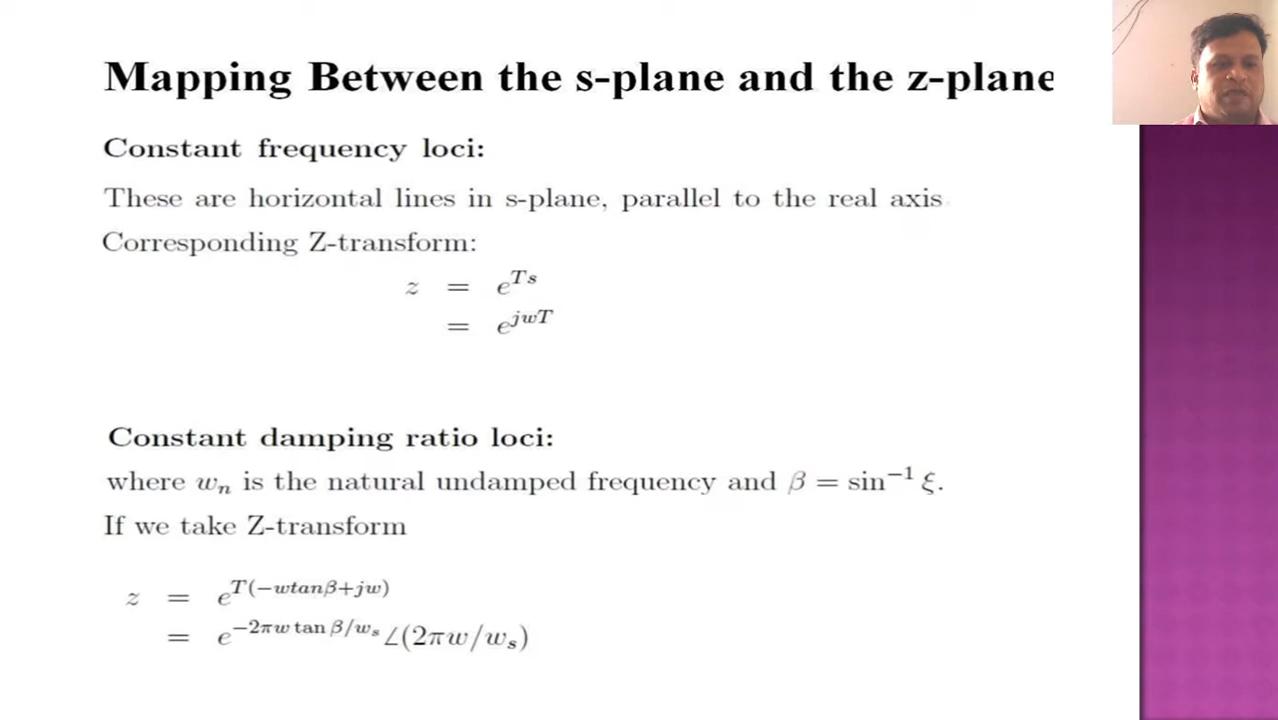 Mapping Between the s-plane and the z-plane
Constant frequency loci:
These are horizontal lines in s-plane, parallel to the real axis
Corresponding Z-transform:
z = e^{Ts}
= e^{jwT}
Constant damping ratio loci:
where w_n is the natural undamped frequency and β = sin^{−1} ξ.
If we take Z-transform
z = e^{T(−wtanβ+jw)}
= e^{−2πw tan β/w_s}∠(2πw/w_s)